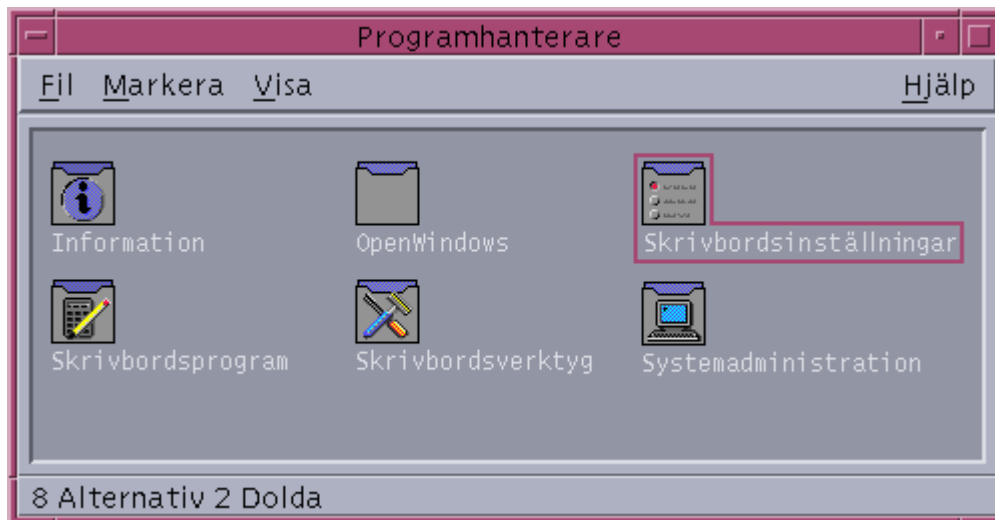 Programhanterare
Fil Markera Visa Hjälp
Information OpenWindows Skrivbordsinställningar
Skrivbordsprogram Skrivbordsverktyg Systemadministration
8 Alternativ 2 Dolda